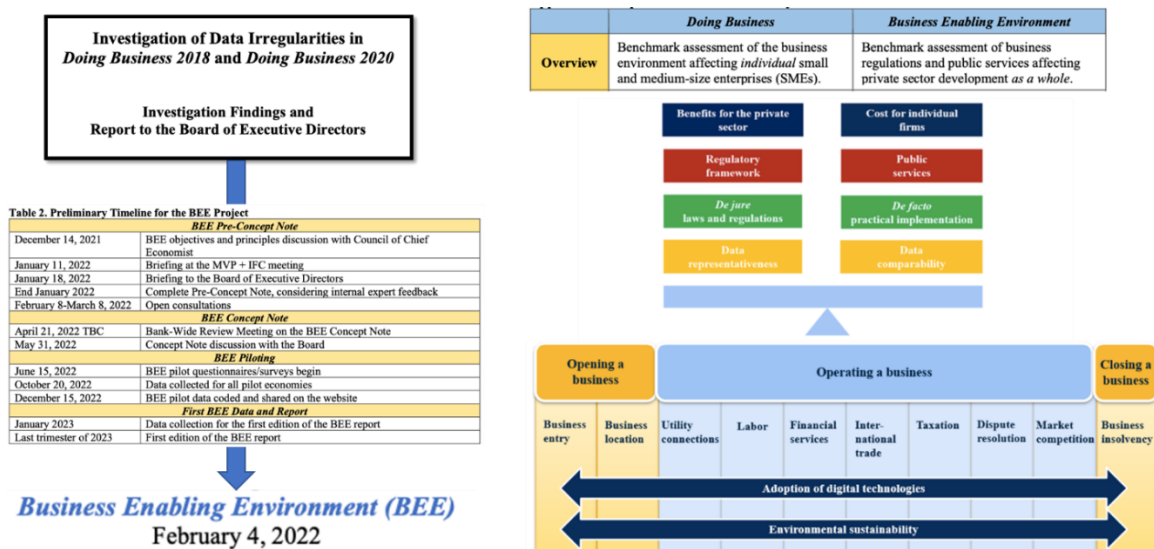 Investigation of Data Irregularities in
Doing Business 2018 and Doing Business 2020
Investigation Findings and
Report to the Board of Executive Directors
Table 2. Preliminary Timeline for the BEE Project
BEE Pre-Concept Note
December 14, 2021 BEE objectives and principles discussion with Council of Chief
Economist
January 11, 2022 Briefing at the MVP + IFC meeting
January 18, 2022 Briefing to the Board of Executive Directors
End January 2022 Complete Pre-Concept Note, considering internal expert feedback
February 8-March 8, 2022 Open consultations
BEE Concept Note
April 21, 2022 TBC Bank-Wide Review Meeting on the BEE Concept Note
May 31, 2022 Concept Note discussion with the Board
BEE Piloting
June 15, 2022 BEE pilot questionnaires/surveys begin
October 20, 2022 Data collected for all pilot economies
December 15, 2022 BEE pilot data coded and shared on the website
First BEE Data and Report
January 2023 Data collection for the first edition of the BEE report
Last trimester of 2023 First edition of the BEE report
Business Enabling Environment (BEE)
February 4, 2022
Doing Business Business Enabling Environment
Overview
Benchmark assessment of the business
environment affecting individual small
and medium-size enterprises (SMEs).
Benchmark assessment of business
regulations and public services affecting
private sector development as a whole.
Benefits for the private
sector
Cost for individual
firms
Regulatory
framework
Public
services
De jure
laws and regulations
De facto
practical implementation
Data
representativeness
Data
comparability
Opening a
business
Operating a business
Closing a
business
Business
entry
Business
location
Utility
connections
Labor
Financial
services
Inter-
national
trade
Taxation
Dispute
resolution
Market
competition
Business
insolvency
Adoption of digital technologies
Environmental sustainability